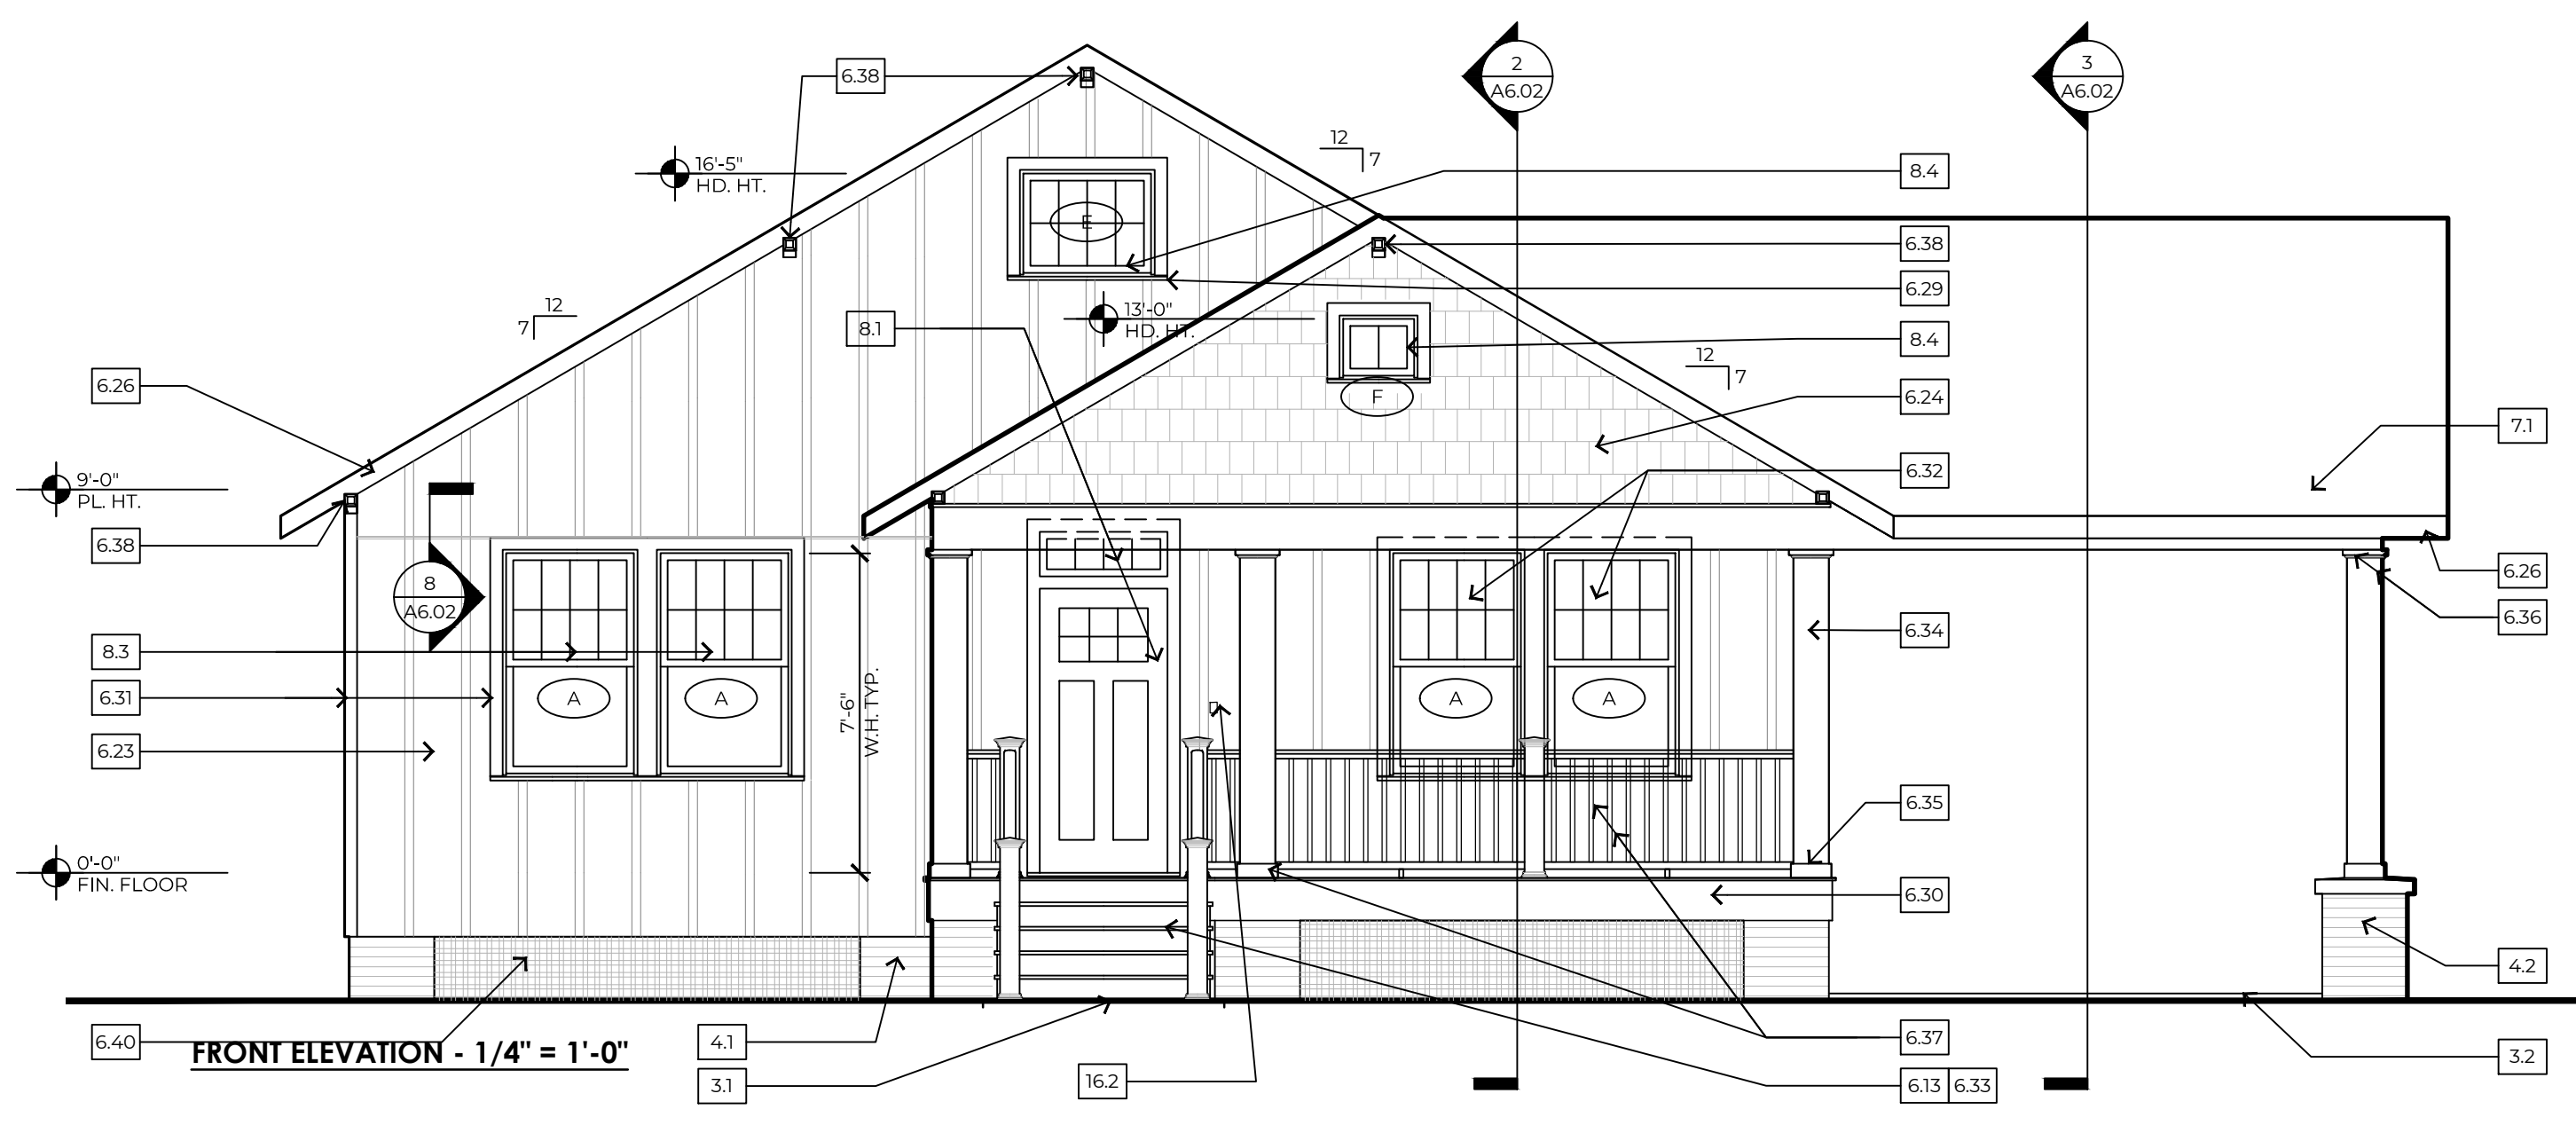 2
A6.02
3
A6.02
6.38
12
7
16'-5"
HD. HT.
8.4
E
6.38
6.29
12
7
13'-0"
HD. HT.
8.1
8.4
12
7
6.26
F
6.24
7.1
9'-0"
PL. HT.
6.32
6.38
6.26
8
A6.02
6.36
6.34
8.3
6.31
A
A
7'-6"
W.H. TYP.
A
A
6.23
6.35
0'-0"
FIN. FLOOR
6.30
4.2
6.40
FRONT ELEVATION - 1/4" = 1'-0"
4.1
6.37
3.2
3.1
16.2
6.13 6.33